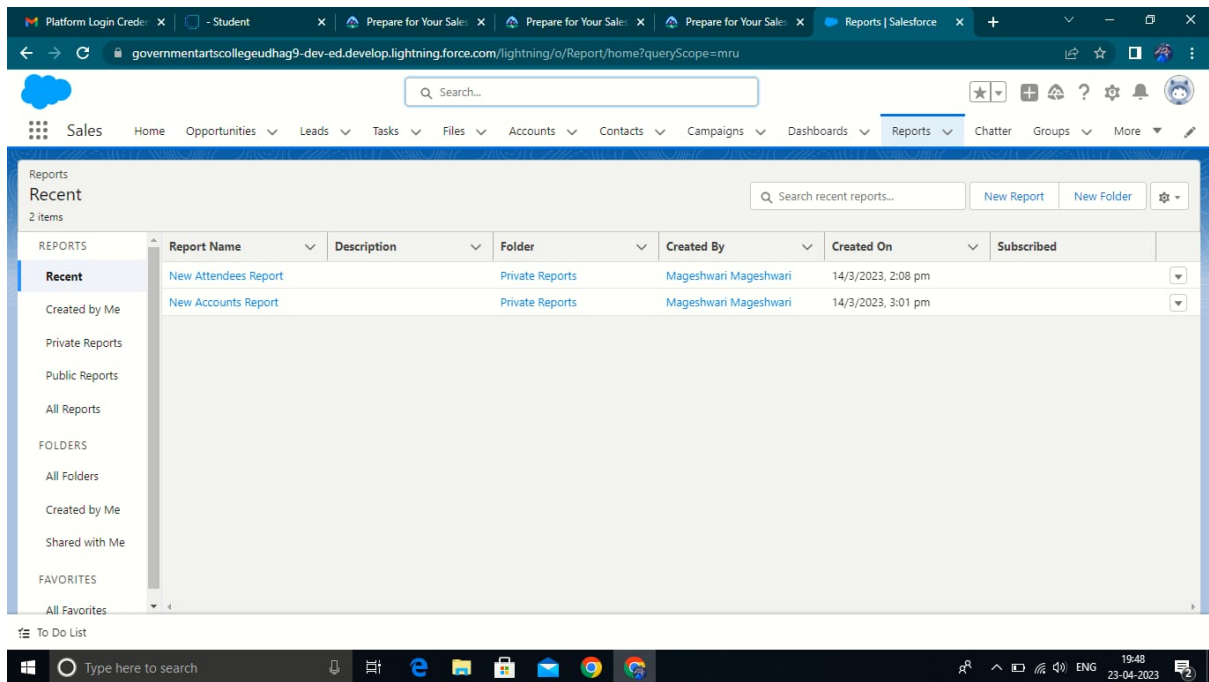 Platform Login Creder
- Student
Prepare for Your Sales
Prepare for Your Sales
Prepare for Your Sales
Reports | Salesforce
governmentartscollegeudhag9-dev-ed.develop.lightning.force.com/lightning/o/Report/home?queryScope=mru
Search...
Sales Home Opportunities Leads Tasks Files Accounts Contacts Campaigns Dashboards Reports Chatter Groups More
Reports
Recent
2 items
Search recent reports...
New Report
New Folder
REPORTS
Report Name Description Folder Created By Created On Subscribed
Recent
New Attendees Report Private Reports Mageshwari Mageshwari 14/3/2023, 2:08 pm
New Accounts Report Private Reports Mageshwari Mageshwari 14/3/2023, 3:01 pm
Created by Me
Private Reports
Public Reports
All Reports
FOLDERS
All Folders
Created by Me
Shared with Me
FAVORITES
All Favorites
To Do List
Type here to search
ENG
19:48
23-04-2023
2